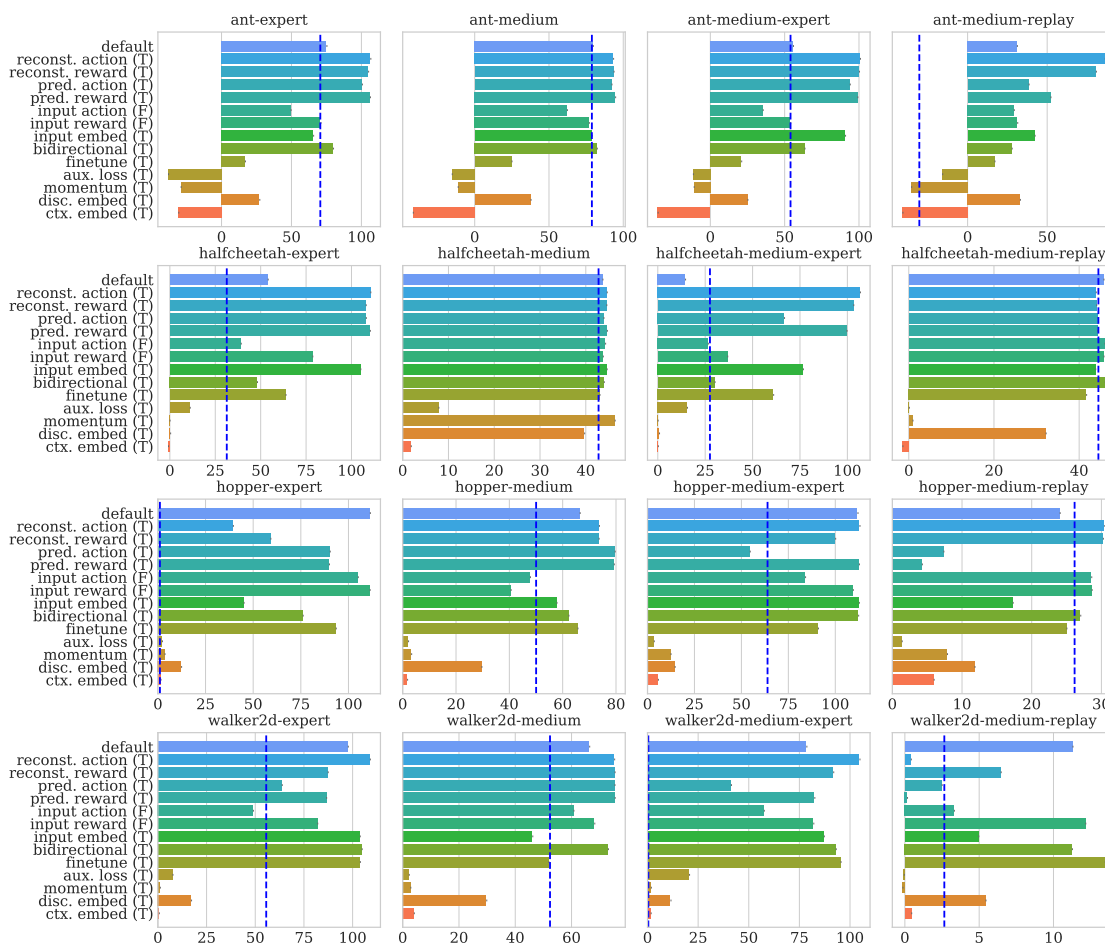 ant-expert ant-medium ant-medium-expert ant-medium-replay
default
reconst. action (T)
reconst. reward (T)
pred. action (T)
pred. reward (T)
input action (F)
input reward (F)
input embed (T)
bidirectional (T)
finetune (T)
aux. loss (T)
momentum (T)
disc. embed (T)
ctx. embed (T)
0 50 100 0 50 100 0 50 100 0 50
halfcheetah-expert halfcheetah-medium halfcheetah-medium-expert halfcheetah-medium-replay
default
reconst. action (T)
reconst. reward (T)
pred. action (T)
pred. reward (T)
input action (F)
input reward (F)
input embed (T)
bidirectional (T)
finetune (T)
aux. loss (T)
momentum (T)
disc. embed (T)
ctx. embed (T)
0 25 50 75 100 0 10 20 30 40 0 25 50 75 100 0 20 40
hopper-expert hopper-medium hopper-medium-expert hopper-medium-replay
default
reconst. action (T)
reconst. reward (T)
pred. action (T)
pred. reward (T)
input action (F)
input reward (F)
input embed (T)
bidirectional (T)
finetune (T)
aux. loss (T)
momentum (T)
disc. embed (T)
ctx. embed (T)
0 25 50 75 100 0 20 40 60 80 0 25 50 75 100 0 10 20 30
walker2d-expert walker2d-medium walker2d-medium-expert walker2d-medium-replay
default
reconst. action (T)
reconst. reward (T)
pred. action (T)
pred. reward (T)
input action (F)
input reward (F)
input embed (T)
bidirectional (T)
finetune (T)
aux. loss (T)
momentum (T)
disc. embed (T)
ctx. embed (T)
0 25 50 75 100 0 20 40 60 0 25 50 75 100 0 5 10